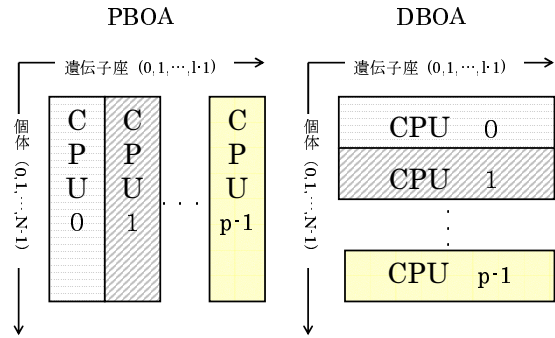 PBOA
遺伝子座 (0,1,…,l-1)
個体 (0,1,…,N-1)
CPU 0
CPU 1
. . .
CPU p-1
DBOA
遺伝子座 (0,1,…,l-1)
個体 (0,1,…,N-1)
CPU 0
CPU 1
. . .
CPU p-1